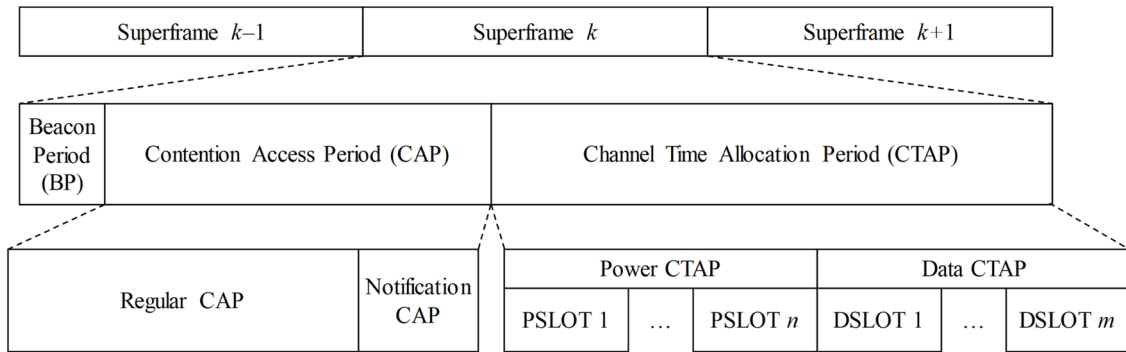 Superframe k–1
Superframe k
Superframe k+1
Beacon
Period
(BP)
Contention Access Period (CAP)
Channel Time Allocation Period (CTAP)
Regular CAP
Notification
CAP
Power CTAP
Data CTAP
PSLOT 1
...
PSLOT n
DSLOT 1
...
DSLOT m